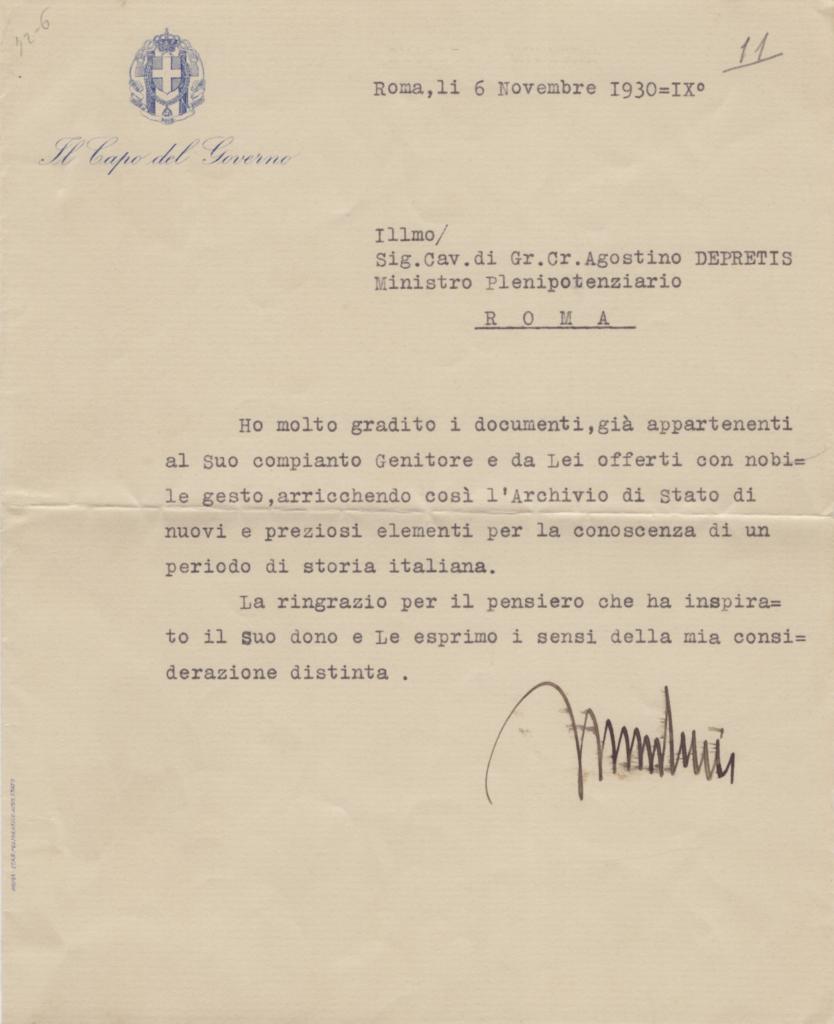 32-6
11
Roma,li 6 Novembre 1930=IX°
Il Capo del Governo
Illmo/
Sig.Cav.di Gr.Cr.Agostino DEPRETIS
Ministro Plenipotenziario
R O M A
Ho molto gradito i documenti,già appartenenti
al Suo compianto Genitore e da Lei offerti con nobi=
le gesto,arricchendo così l'Archivio di Stato di
nuovi e preziosi elementi per la conoscenza di un
periodo di storia italiana.
La ringrazio per il pensiero che ha inspira=
to il Suo dono e Le esprimo i sensi della mia consi=
derazione distinta .
Mussolini